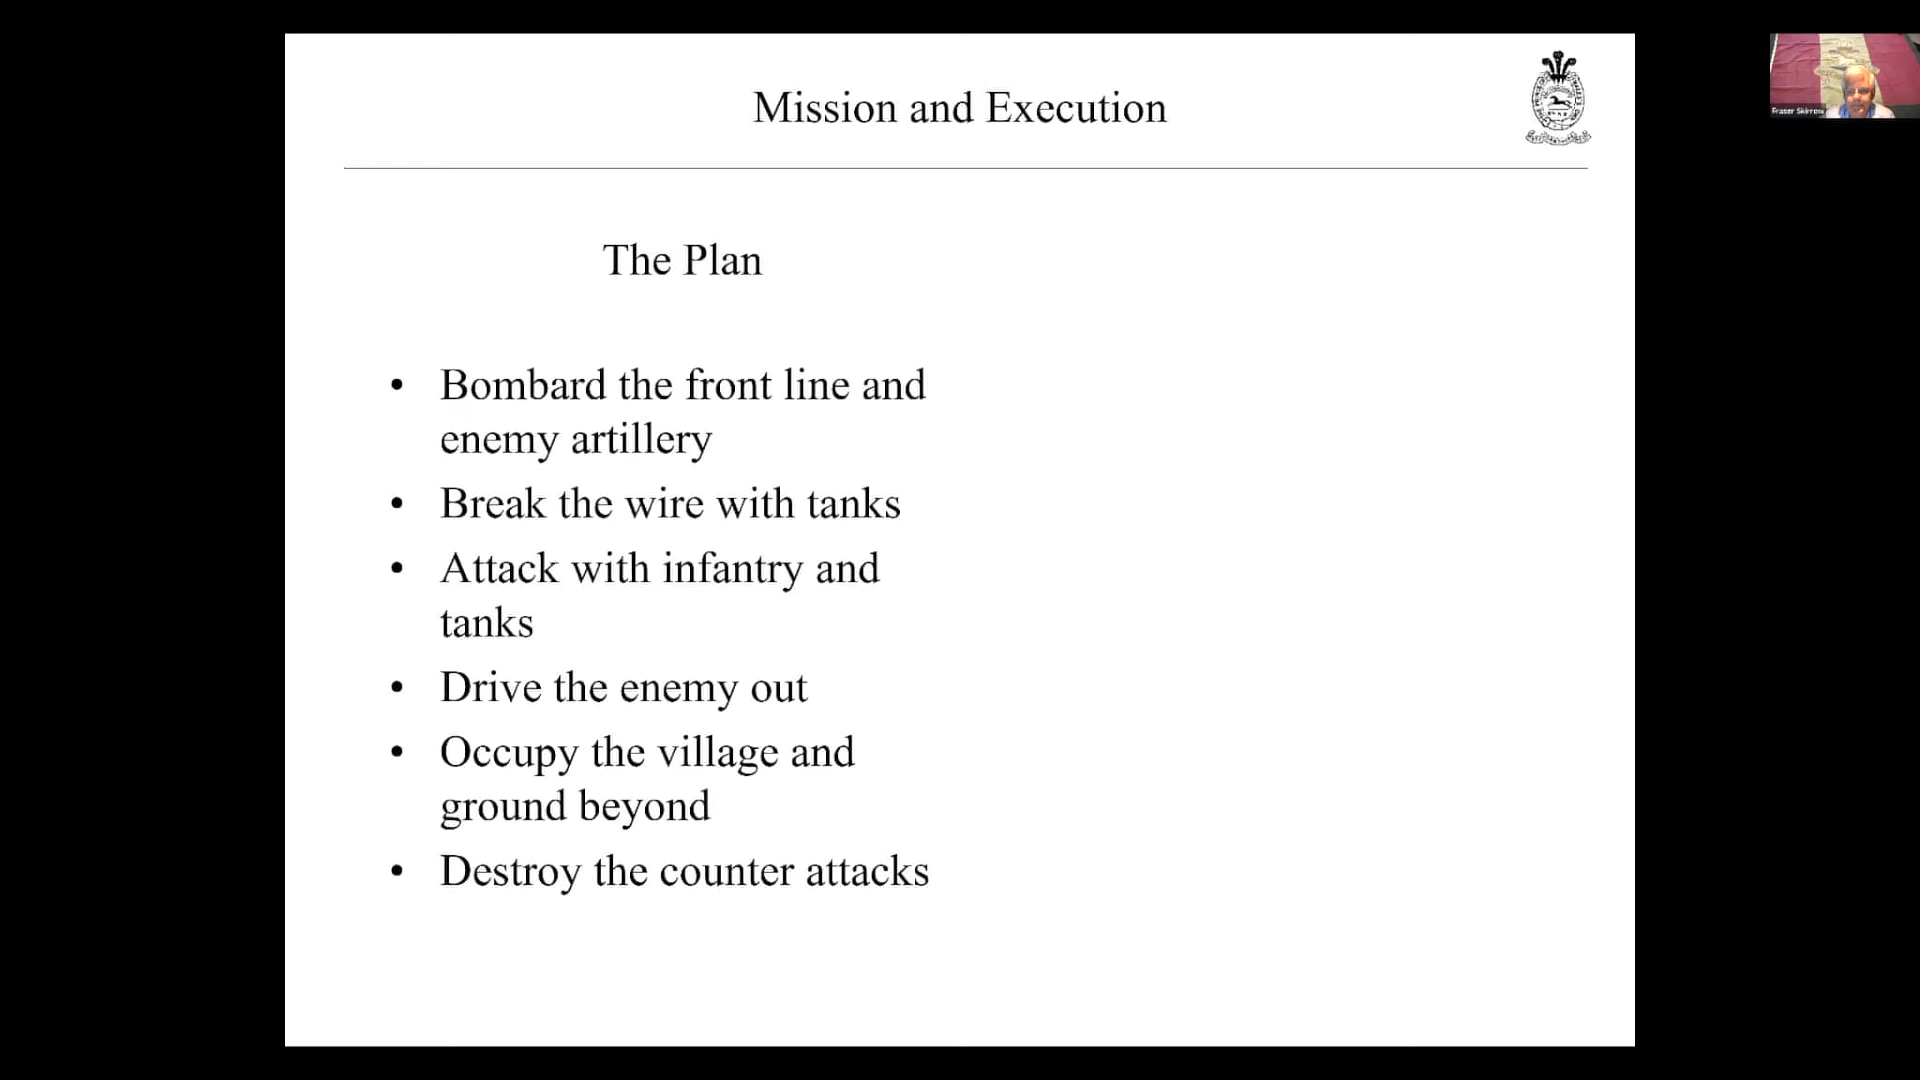 Mission and Execution
The Plan
• Bombard the front line and
enemy artillery
• Break the wire with tanks
• Attack with infantry and
tanks
• Drive the enemy out
• Occupy the village and
ground beyond
• Destroy the counter attacks
Fraser Skirrow